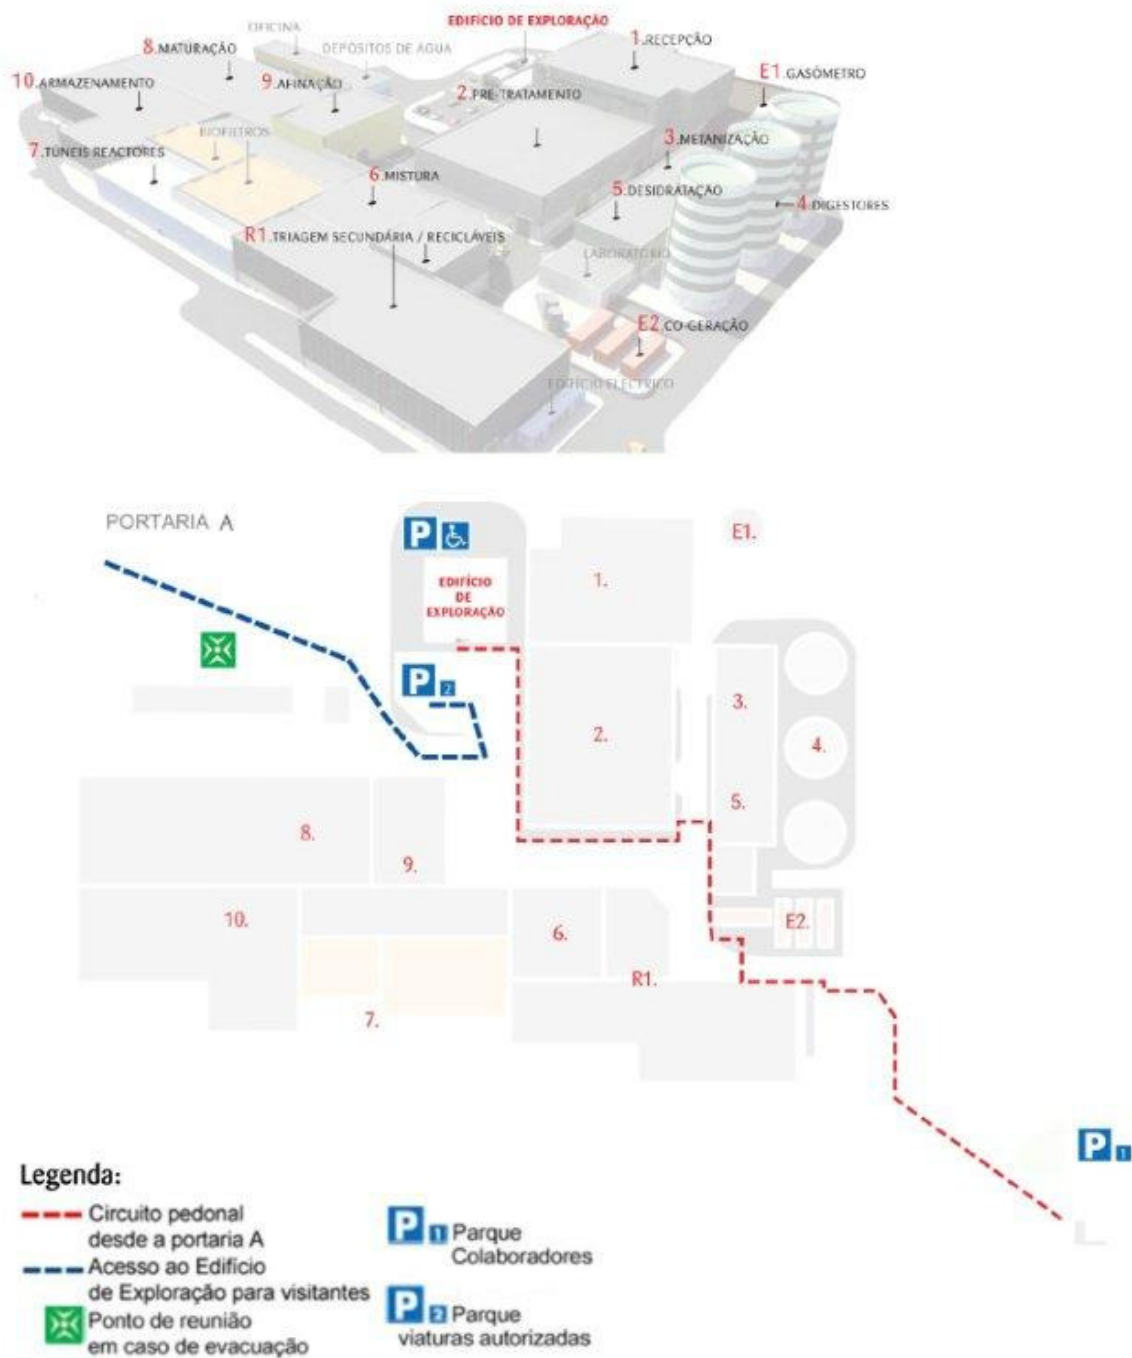 OFICINA
EDIFÍCIO DE EXPLORAÇÃO
8.MATURAÇÃO
DEPÓSITOS DE ÁGUA
1.RECEPÇÃO
10.ARMAZENAMENTO
9.AFINAÇÃO
2.PRÉ-TRATAMENTO
E1.GASÓMETRO
BIOFILTROS
7.TÚNEIS REACTORES
3.METANIZAÇÃO
6.MISTURA
5.DESIDRATAÇÃO
4.DIGESTORES
R1.TRIAGEM SECUNDÁRIA / RECICLÁVEIS
LABORATÓRIO
E2.CO-GERAÇÃO
EDIFÍCIO ELÉCTRICO
PORTARIA A
P
E1.
EDIFÍCIO
DE
EXPLORAÇÃO
1.
P 2
3.
2.
4.
5.
8.
9.
10.
6.
E2.
R1.
7.
P 1
Legenda:
Circuito pedonal
desde a portaria A
Acesso ao Edifício
de Exploração para visitantes
Ponto de reunião
em caso de evacuação
P 1 Parque
Colaboradores
P 2 Parque
viaturas autorizadas